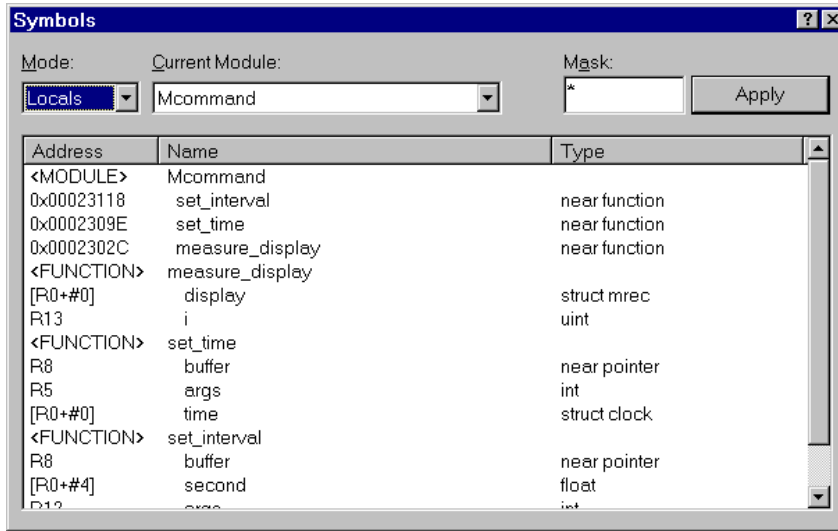 Symbols
Mode: Current Module: Mask:
Locals Mcommand * Apply
Address Name Type
<MODULE> Mcommand
0x00023118 set_interval near function
0x0002309E set_time near function
0x0002302C measure_display near function
<FUNCTION> measure_display
[R0+#0] display struct mrec
R13 i uint
<FUNCTION> set_time
R8 buffer near pointer
R5 args int
[R0+#0] time struct clock
<FUNCTION> set_interval
R8 buffer near pointer
[R0+#4] second float
args int